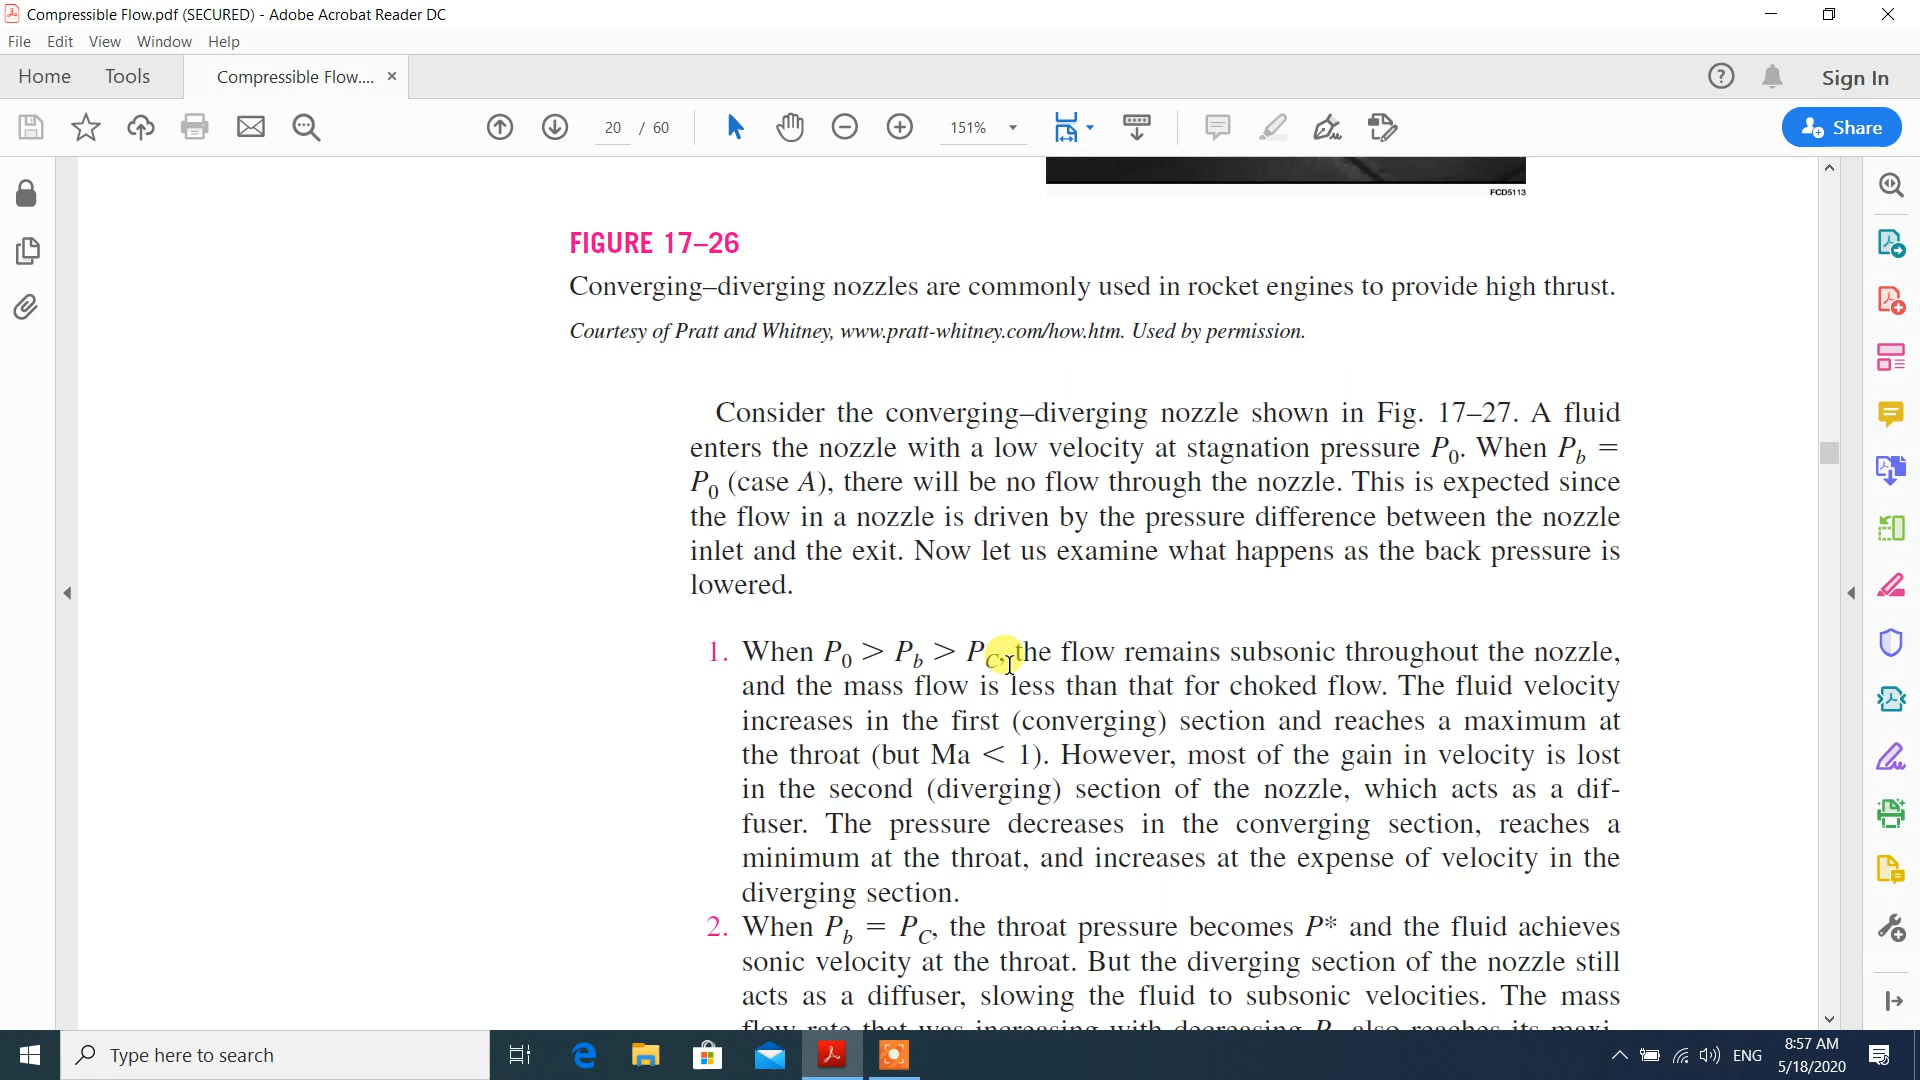 Compressible Flow.pdf (SECURED) - Adobe Acrobat Reader DC
File Edit View Window Help
Home Tools Compressible Flow.... × Sign In
20 / 60 151% Share
FCD5113
FIGURE 17–26
Converging–diverging nozzles are commonly used in rocket engines to provide high thrust.
Courtesy of Pratt and Whitney, www.pratt-whitney.com/how.htm. Used by permission.
Consider the converging–diverging nozzle shown in Fig. 17–27. A fluid
enters the nozzle with a low velocity at stagnation pressure P0. When Pb =
P0 (case A), there will be no flow through the nozzle. This is expected since
the flow in a nozzle is driven by the pressure difference between the nozzle
inlet and the exit. Now let us examine what happens as the back pressure is
lowered.
1. When P0 > Pb > PC, the flow remains subsonic throughout the nozzle,
and the mass flow is less than that for choked flow. The fluid velocity
increases in the first (converging) section and reaches a maximum at
the throat (but Ma < 1). However, most of the gain in velocity is lost
in the second (diverging) section of the nozzle, which acts as a dif-
fuser. The pressure decreases in the converging section, reaches a
minimum at the throat, and increases at the expense of velocity in the
diverging section.
2. When Pb = PC, the throat pressure becomes P* and the fluid achieves
sonic velocity at the throat. But the diverging section of the nozzle still
acts as a diffuser, slowing the fluid to subsonic velocities. The mass
flow rate that was increasing with decreasing P also reaches its maxi-
Type here to search
ENG
8:57 AM
5/18/2020